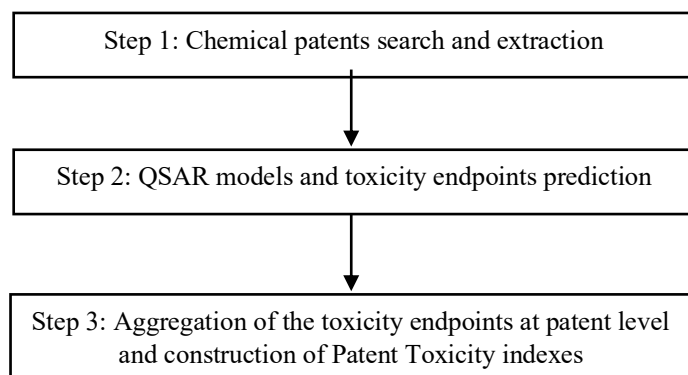 Step 1: Chemical patents search and extraction
Step 2: QSAR models and toxicity endpoints prediction
Step 3: Aggregation of the toxicity endpoints at patent level
and construction of Patent Toxicity indexes